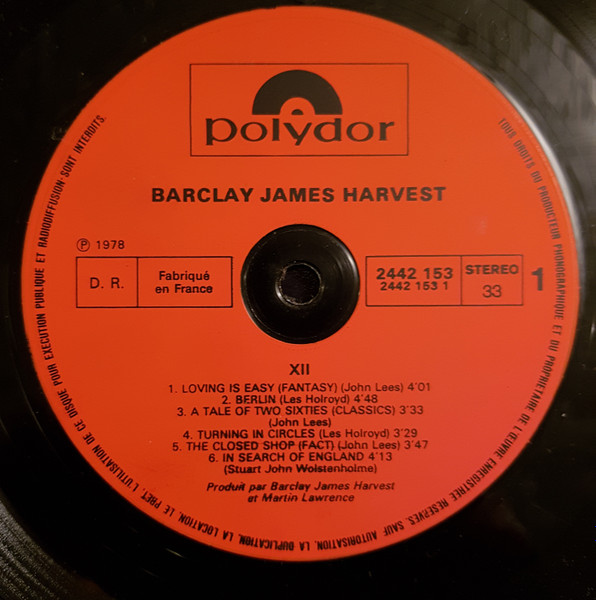 polydor
BARCLAY JAMES HARVEST
℗ 1978
D. R.
Fabriqué
en France
2442 153
2442 153 1
STEREO
33
1
XII
1. LOVING IS EASY (FANTASY) (John Lees) 4'01
2. BERLIN (Les Holroyd) 4'48
3. A TALE OF TWO SIXTIES (CLASSICS) 3'33
(John Lees)
4. TURNING IN CIRCLES (Les Holroyd) 3'29
5. THE CLOSED SHOP (FACT) (John Lees) 3'47
6. IN SEARCH OF ENGLAND 4'13
(Stuart John Wolstenholme)
Produit par Barclay James Harvest
et Martin Lawrence
TOUS DROITS DU PRODUCTEUR PHONOGRAPHIQUE ET DU PROPRIETAIRE DE L'ŒUVRE ENREGISTREE RESERVES. SAUF AUTORISATION, LA DUPLICATION, LA LOCATION, LE PRET, L'UTILISATION DE CE DISQUE POUR EXECUTION PUBLIQUE ET RADIODIFFUSION-SONT INTERDITS.